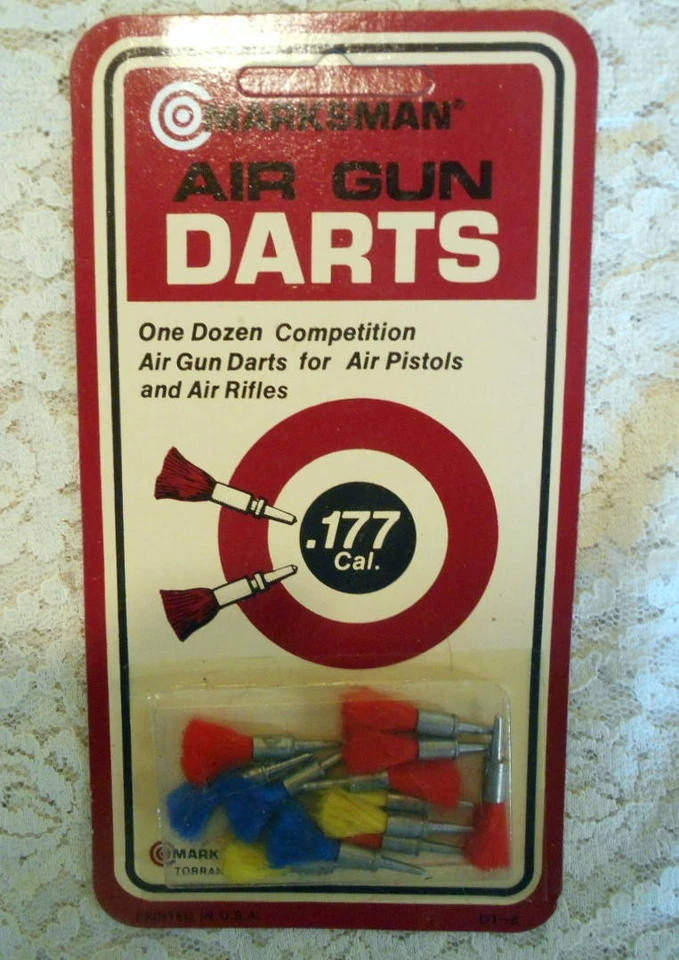 MARKSMAN®
AIR GUN
DARTS
One Dozen Competition
Air Gun Darts for Air Pistols
and Air Rifles
.177
Cal.
MARK
TORRAN
PRINTED IN U.S.A.